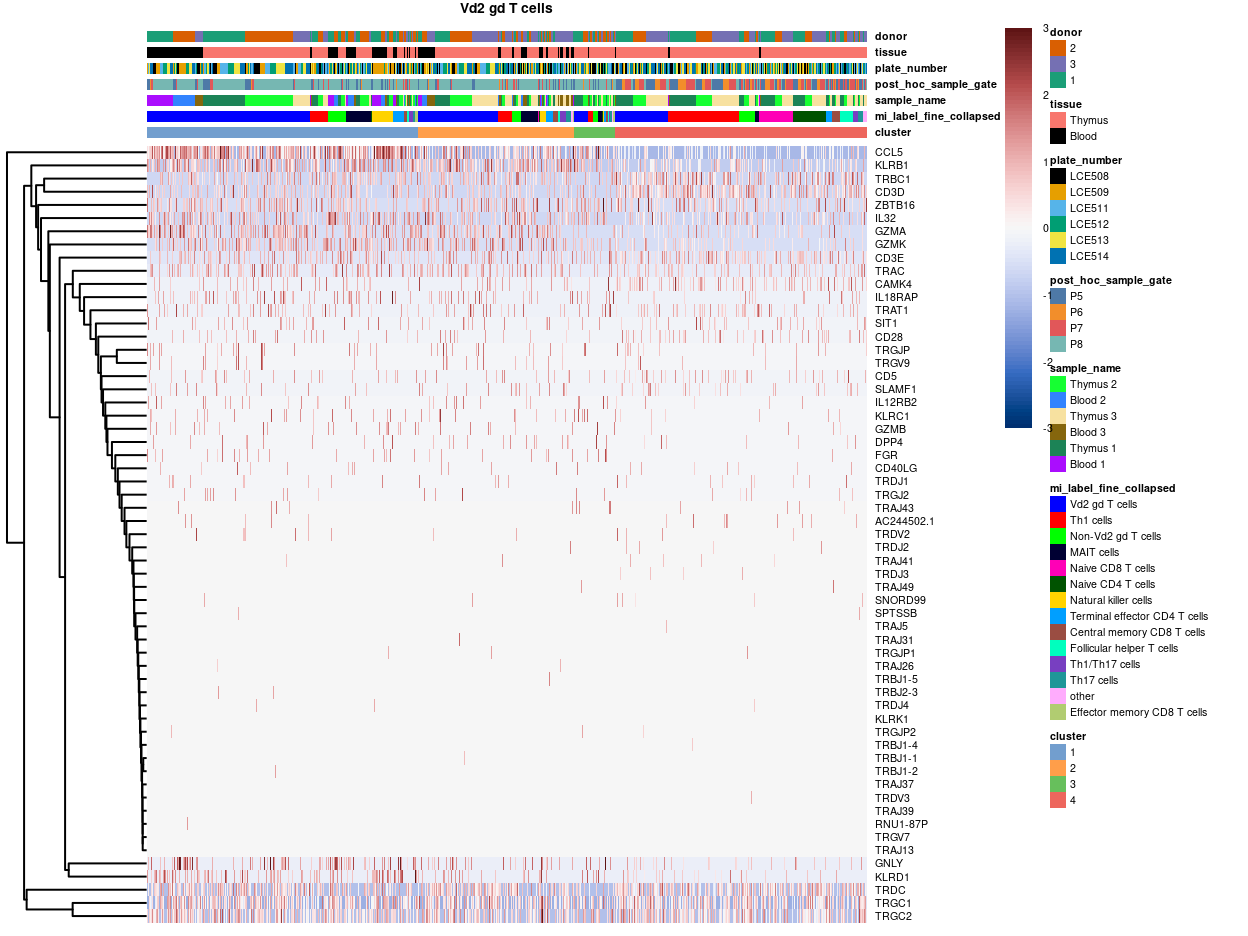 Vd2 gd T cells
donor
tissue
plate_number
post_hoc_sample_gate
sample_name
mi_label_fine_collapsed
cluster
CCL5
KLRB1
TRBC1
CD3D
ZBTB16
IL32
GZMA
GZMK
CD3E
TRAC
CAMK4
IL18RAP
TRAT1
SIT1
CD28
TRGJP
TRGV9
CD5
SLAMF1
IL12RB2
KLRC1
GZMB
DPP4
FGR
CD40LG
TRDJ1
TRGJ2
TRAJ43
AC244502.1
TRDV2
TRDJ2
TRAJ41
TRDJ3
TRAJ49
SNORD99
SPTSSB
TRAJ5
TRAJ31
TRGJP1
TRAJ26
TRBJ1-5
TRBJ2-3
TRDJ4
KLRK1
TRGJP2
TRBJ1-4
TRBJ1-1
TRBJ1-2
TRAJ37
TRDV3
TRAJ39
RNU1-87P
TRGV7
TRAJ13
GNLY
KLRD1
TRDC
TRGC1
TRGC2
3
2
1
0
-1
-2
-3
donor
2
3
1
tissue
Thymus
Blood
plate_number
LCE508
LCE509
LCE511
LCE512
LCE513
LCE514
post_hoc_sample_gate
P5
P6
P7
P8
sample_name
Thymus 2
Blood 2
Thymus 3
Blood 3
Thymus 1
Blood 1
mi_label_fine_collapsed
Vd2 gd T cells
Th1 cells
Non-Vd2 gd T cells
MAIT cells
Naive CD8 T cells
Naive CD4 T cells
Natural killer cells
Terminal effector CD4 T cells
Central memory CD8 T cells
Follicular helper T cells
Th1/Th17 cells
Th17 cells
other
Effector memory CD8 T cells
cluster
1
2
3
4